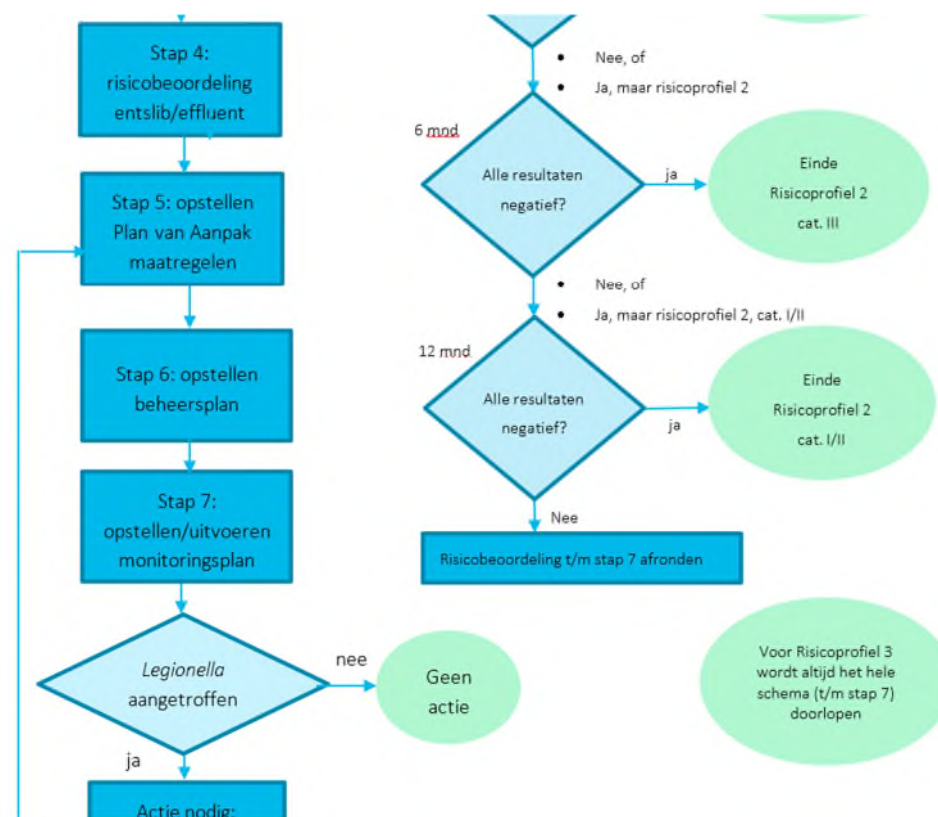 Stap 4:
risicobeoordeling
entslib/effluent
Stap 5: opstellen
Plan van Aanpak
maatregelen
Stap 6: opstellen
beheersplan
Stap 7:
opstellen/uitvoeren
monitoringsplan
Legionella
aangetroffen
nee
Geen
actie
ja
Actie nodig:
Nee, of
Ja, maar risicoprofiel 2
6 mnd
Alle resultaten
negatief?
ja
Einde
Risicoprofiel 2
cat. III
Nee, of
Ja, maar risicoprofiel 2, cat. I/II
12 mnd
Alle resultaten
negatief?
ja
Einde
Risicoprofiel 2
cat. I/II
Nee
Risicobeoordeling t/m stap 7 afronden
Voor Risicoprofiel 3
wordt altijd het hele
schema (t/m stap 7)
doorlopen